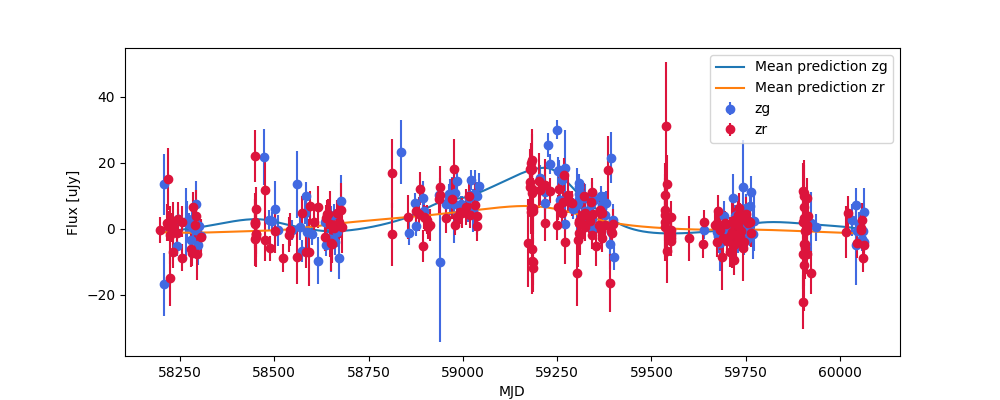 Mean prediction zg
Mean prediction zr
zg
zr
Flux [uJy]
40
20
0
−20
58250
58500
58750
59000
59250
59500
59750
60000
MJD